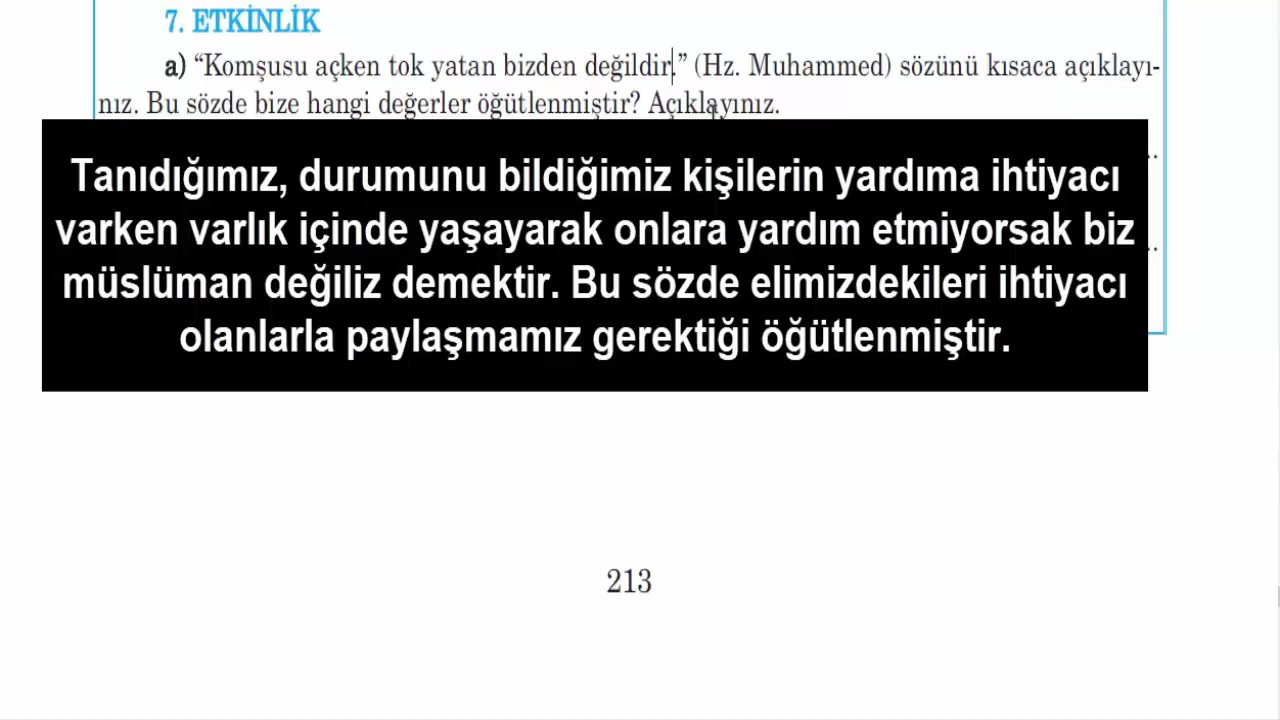 7. ETKİNLİK
a) “Komşusu açken tok yatan bizden değildir.” (Hz. Muhammed) sözünü kısaca açıklayı-
nız. Bu sözde bize hangi değerler öğütlenmiştir? Açıklayınız.
Tanıdığımız, durumunu bildiğimiz kişilerin yardıma ihtiyacı
varken varlık içinde yaşayarak onlara yardım etmiyorsak biz
müslüman değiliz demektir. Bu sözde elimizdekileri ihtiyacı
olanlarla paylaşmamız gerektiği öğütlenmiştir.
213